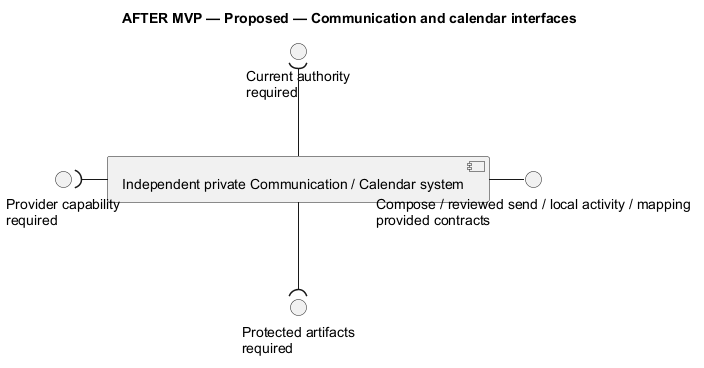 AFTER MVP — Proposed — Communication and calendar interfaces
Current authority
required
Independent private Communication / Calendar system
Provider capability
required
Compose / reviewed send / local activity / mapping
provided contracts
Protected artifacts
required